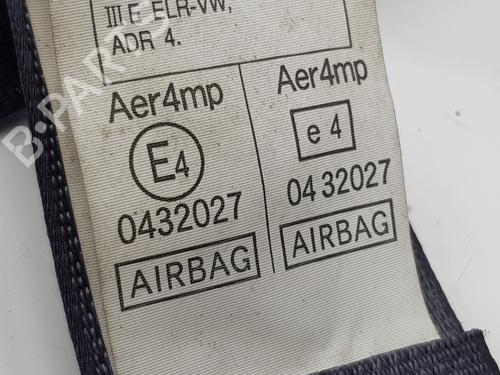 III E ELR-VW,
ADR 4.
Aer4mp
E4
0432027
AIRBAG
Aer4mp
e 4
04 32027
AIRBAG
B-PARTS